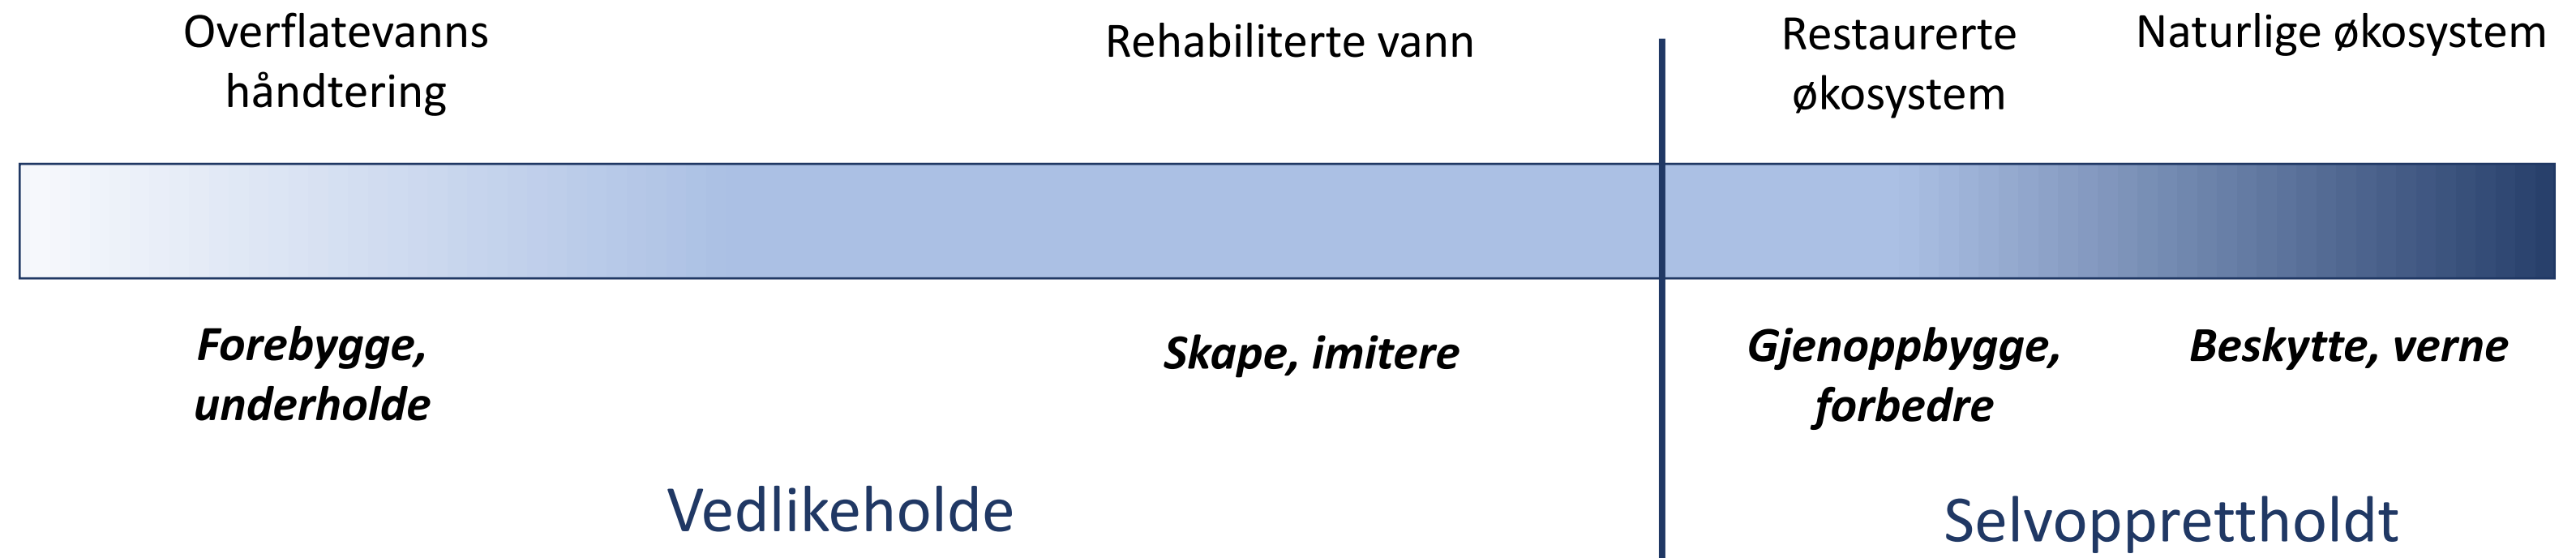 Overflatevanns
håndtering
Rehabiliterte vann
Restaurerte
økosystem
Naturlige økosystem
Forebygge,
underholde
Skape, imitere
Gjenoppbygge,
forbedre
Beskytte, verne
Vedlikeholde
Selvopprettholdt